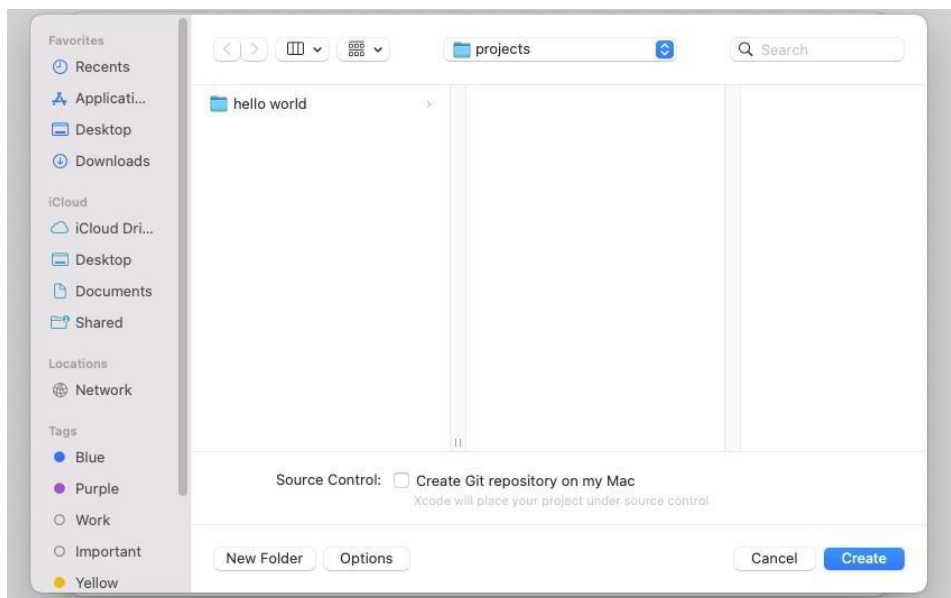 Favorites
Recents
Applicati...
Desktop
Downloads
iCloud
iCloud Dri...
Desktop
Documents
Shared
Locations
Network
Tags
Blue
Purple
Work
Important
Yellow
projects
Search
hello world
Source Control: Create Git repository on my Mac
Xcode will place your project under source control
New Folder Options Cancel Create